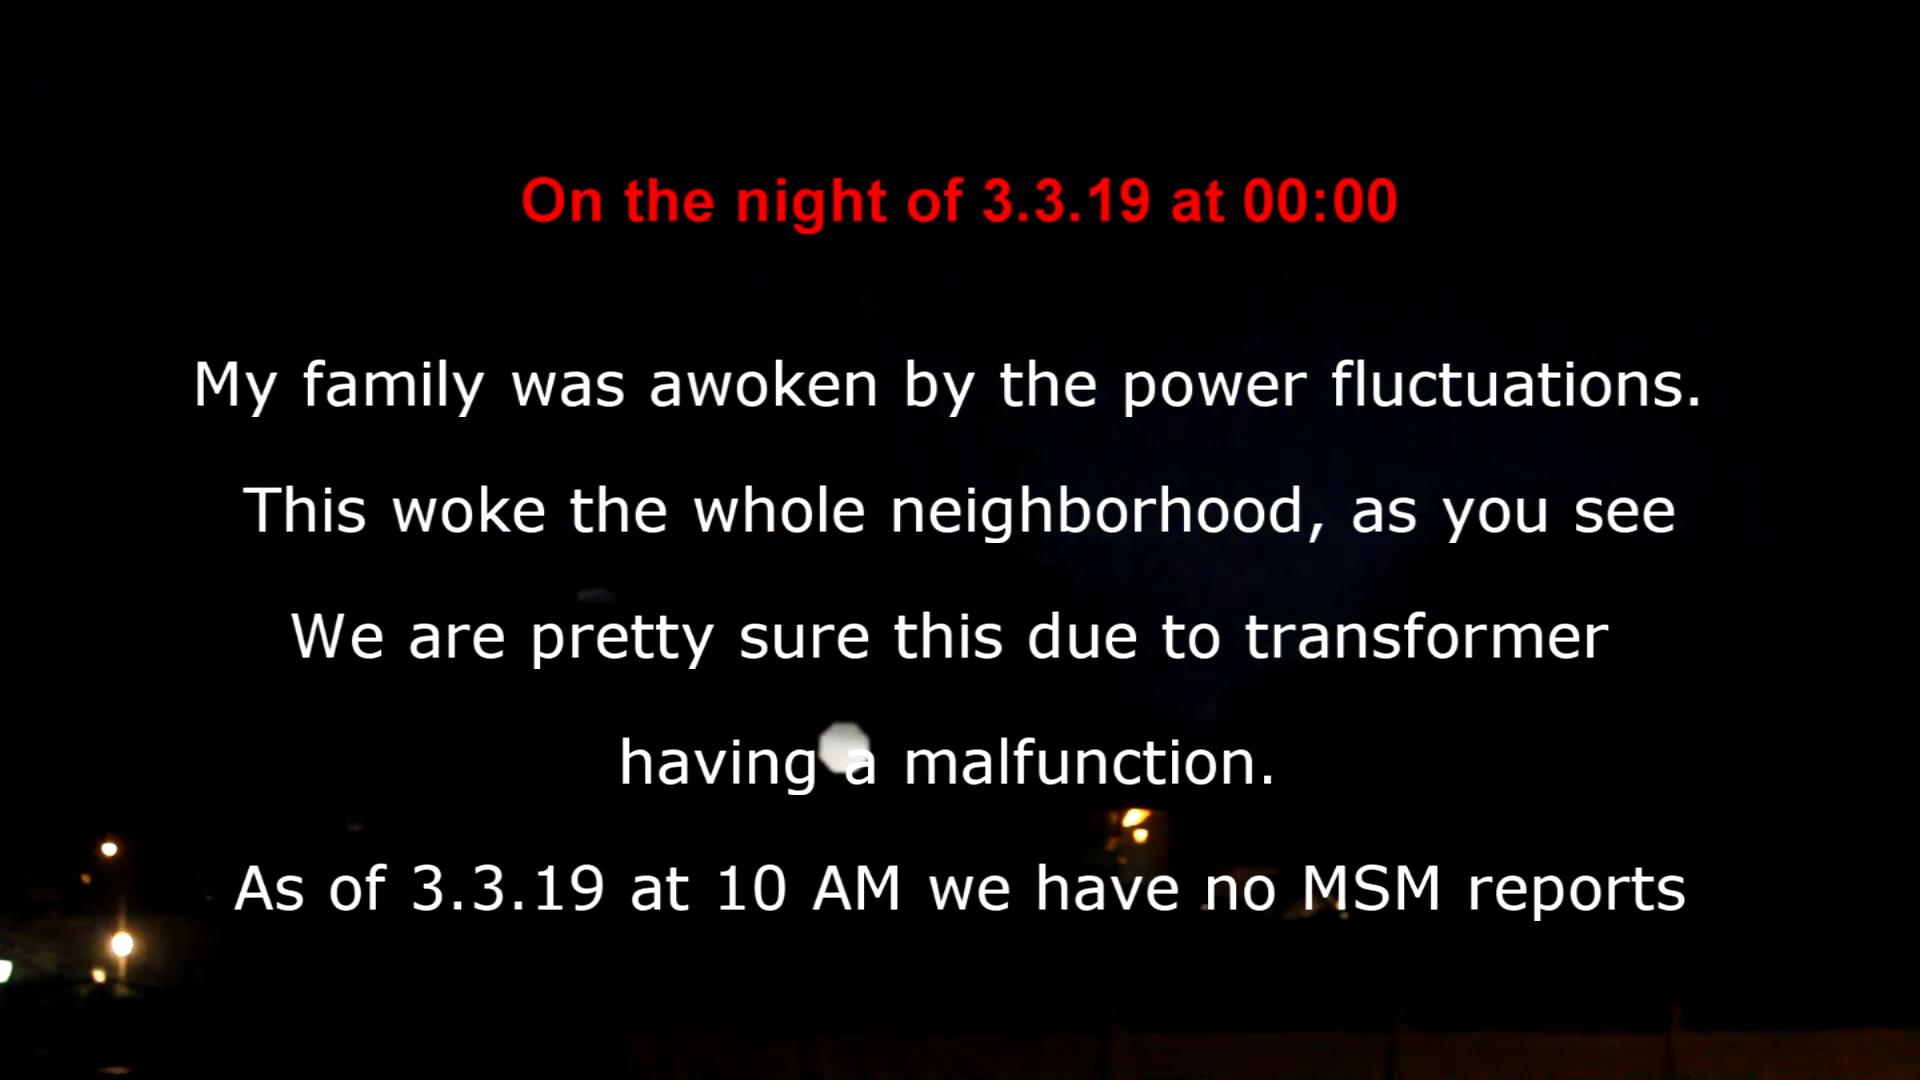 On the night of 3.3.19 at 00:00
My family was awoken by the power fluctuations.
This woke the whole neighborhood, as you see
We are pretty sure this due to transformer
having a malfunction.
As of 3.3.19 at 10 AM we have no MSM reports